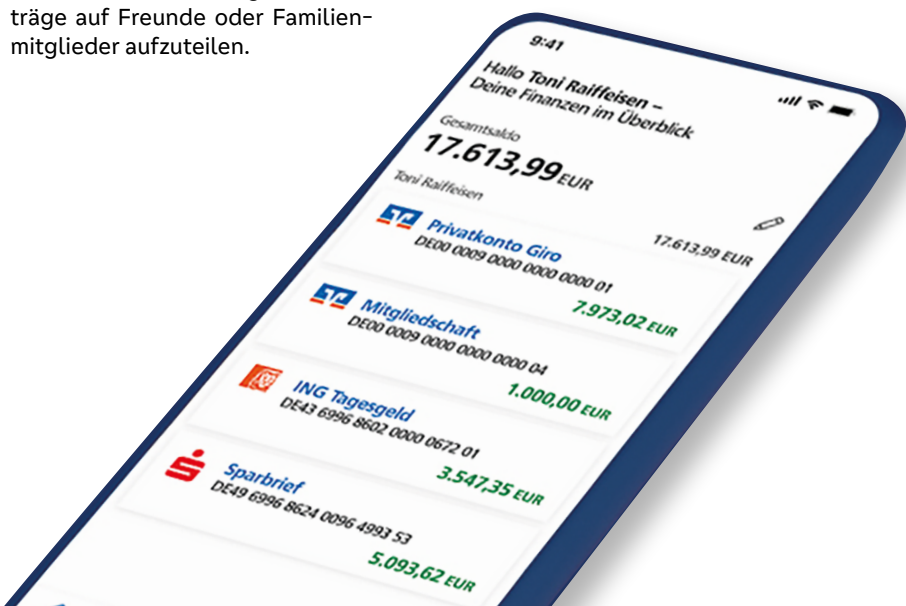 träge auf Freunde oder Familien-
mitglieder aufzuteilen.
9:41
Hallo Toni Raiffeisen –
Deine Finanzen im Überblick
Gesamtsaldo
17.613,99 EUR
Toni Raiffeisen
17.613,99 EUR
Privatkonto Giro
DE00 0009 0000 0000 0000 01
7.973,02 EUR
Mitgliedschaft
DE00 0009 0000 0000 0000 04
1.000,00 EUR
ING Tagesgeld
DE43 6996 8602 0000 0672 01
3.547,35 EUR
Sparbrief
DE49 6996 8624 0096 4993 53
5.093,62 EUR